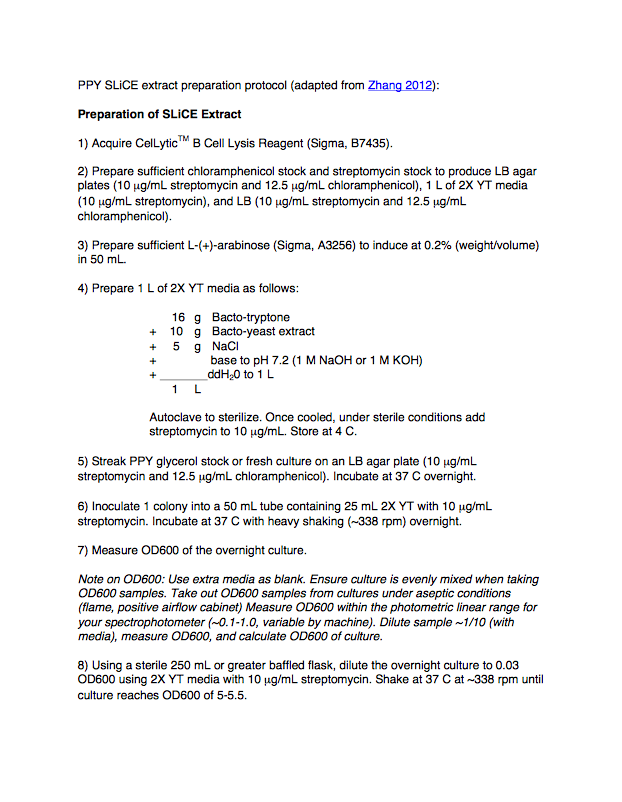 PPY SLiCE extract preparation protocol (adapted from Zhang 2012):
Preparation of SLiCE Extract
1) Acquire CelLytic™ B Cell Lysis Reagent (Sigma, B7435).
2) Prepare sufficient chloramphenicol stock and streptomycin stock to produce LB agar
plates (10 µg/mL streptomycin and 12.5 µg/mL chloramphenicol), 1 L of 2X YT media
(10 µg/mL streptomycin), and LB (10 µg/mL streptomycin and 12.5 µg/mL
chloramphenicol).
3) Prepare sufficient L-(+)-arabinose (Sigma, A3256) to induce at 0.2% (weight/volume)
in 50 mL.
4) Prepare 1 L of 2X YT media as follows:
16 g Bacto-tryptone
+ 10 g Bacto-yeast extract
+ 5 g NaCl
+ base to pH 7.2 (1 M NaOH or 1 M KOH)
+ _______ddH₂0 to 1 L
1 L
Autoclave to sterilize. Once cooled, under sterile conditions add
streptomycin to 10 µg/mL. Store at 4 C.
5) Streak PPY glycerol stock or fresh culture on an LB agar plate (10 µg/mL
streptomycin and 12.5 µg/mL chloramphenicol). Incubate at 37 C overnight.
6) Inoculate 1 colony into a 50 mL tube containing 25 mL 2X YT with 10 µg/mL
streptomycin. Incubate at 37 C with heavy shaking (~338 rpm) overnight.
7) Measure OD600 of the overnight culture.
Note on OD600: Use extra media as blank. Ensure culture is evenly mixed when taking
OD600 samples. Take out OD600 samples from cultures under aseptic conditions
(flame, positive airflow cabinet) Measure OD600 within the photometric linear range for
your spectrophotometer (~0.1-1.0, variable by machine). Dilute sample ~1/10 (with
media), measure OD600, and calculate OD600 of culture.
8) Using a sterile 250 mL or greater baffled flask, dilute the overnight culture to 0.03
OD600 using 2X YT media with 10 µg/mL streptomycin. Shake at 37 C at ~338 rpm until
culture reaches OD600 of 5-5.5.